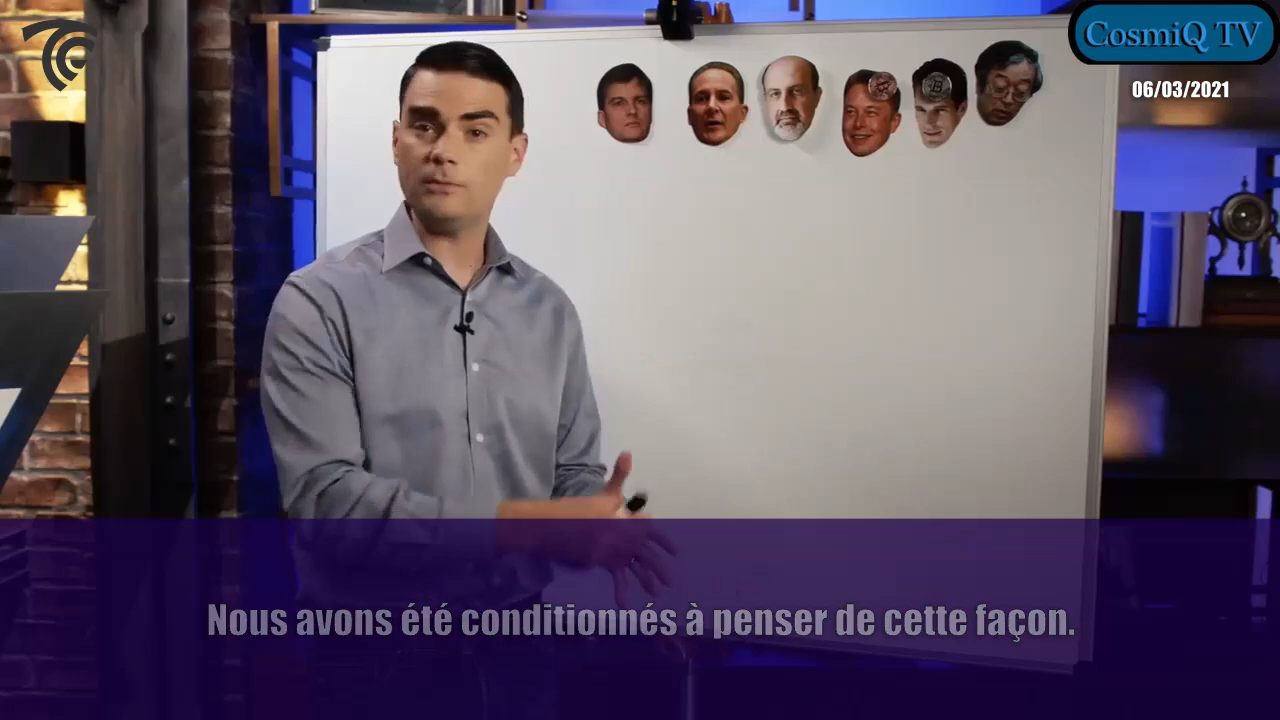 CosmiQ TV
06/03/2021
Nous avons été conditionnés à penser de cette façon.